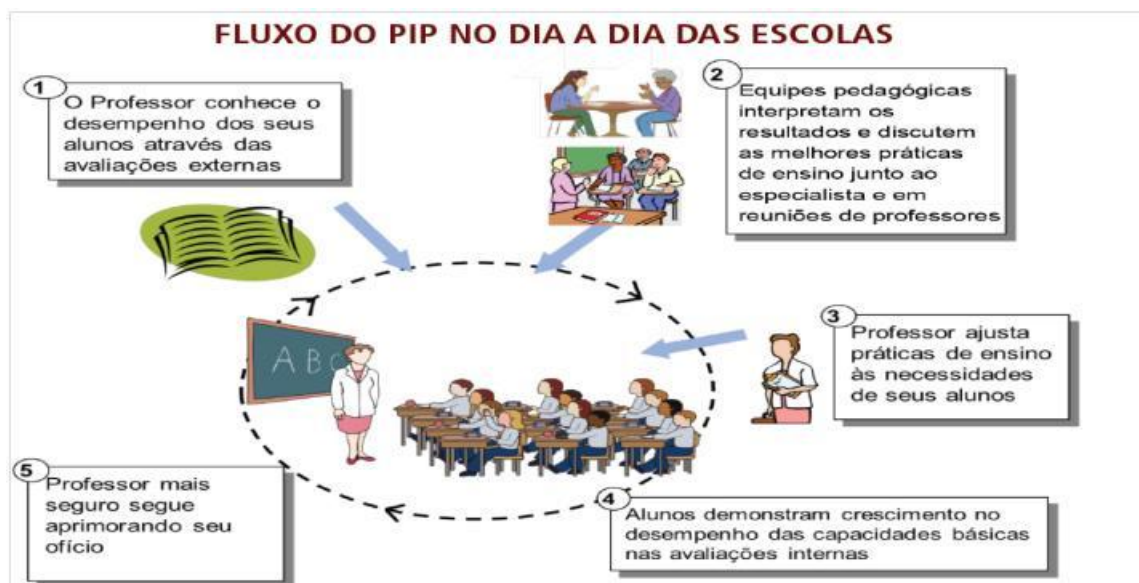 FLUXO DO PIP NO DIA A DIA DAS ESCOLAS
1
O Professor conhece o
desempenho dos seus
alunos através das
avaliações externas
2
Equipes pedagógicas
interpretam os
resultados e discutem
as melhores práticas
de ensino junto ao
especialista e em
reuniões de professores
3
Professor ajusta
práticas de ensino
às necessidades
de seus alunos
ABC
4
Alunos demonstram crescimento no
desempenho das capacidades básicas
nas avaliações internas
5
Professor mais
seguro segue
aprimorando seu
ofício